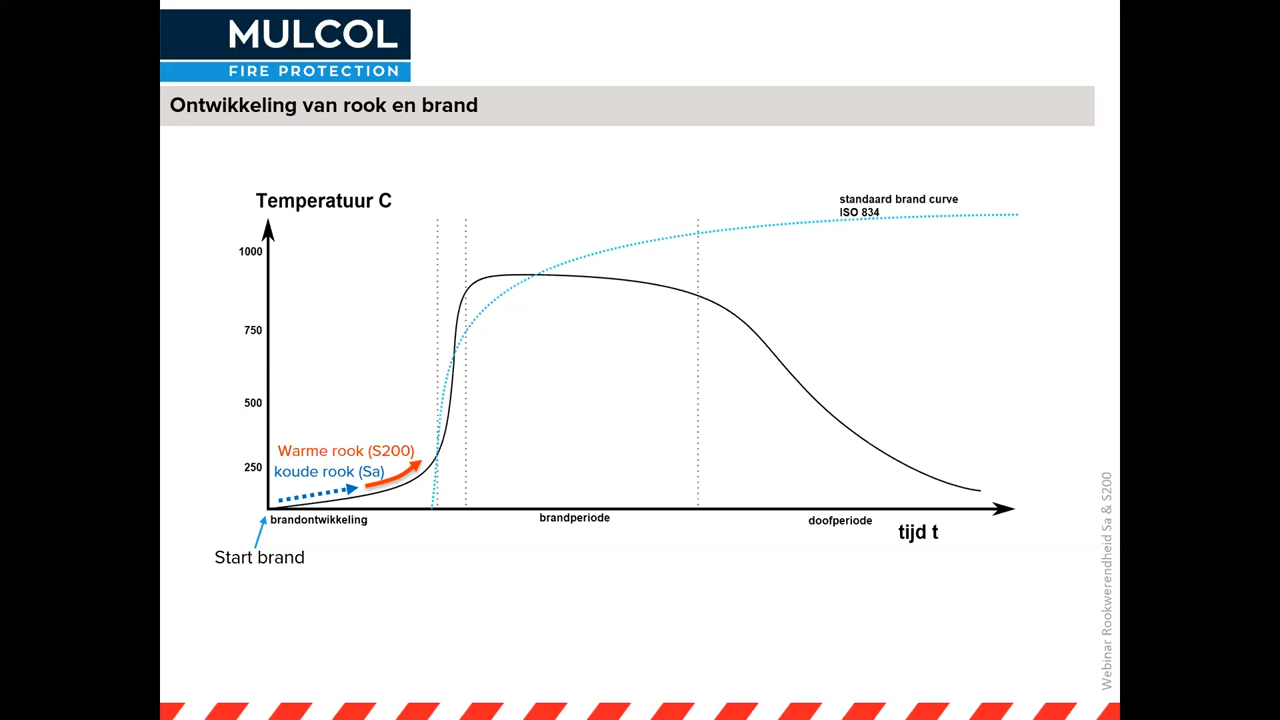 MULCOL
FIRE PROTECTION
Ontwikkeling van rook en brand
Temperatuur C
standaard brand curve
ISO 834
1000
750
500
250
Warme rook (S200)
koude rook (Sa)
brandontwikkeling
brandperiode
doofperiode
tijd t
Start brand
Webinar Rookwerendheid Sa & S200